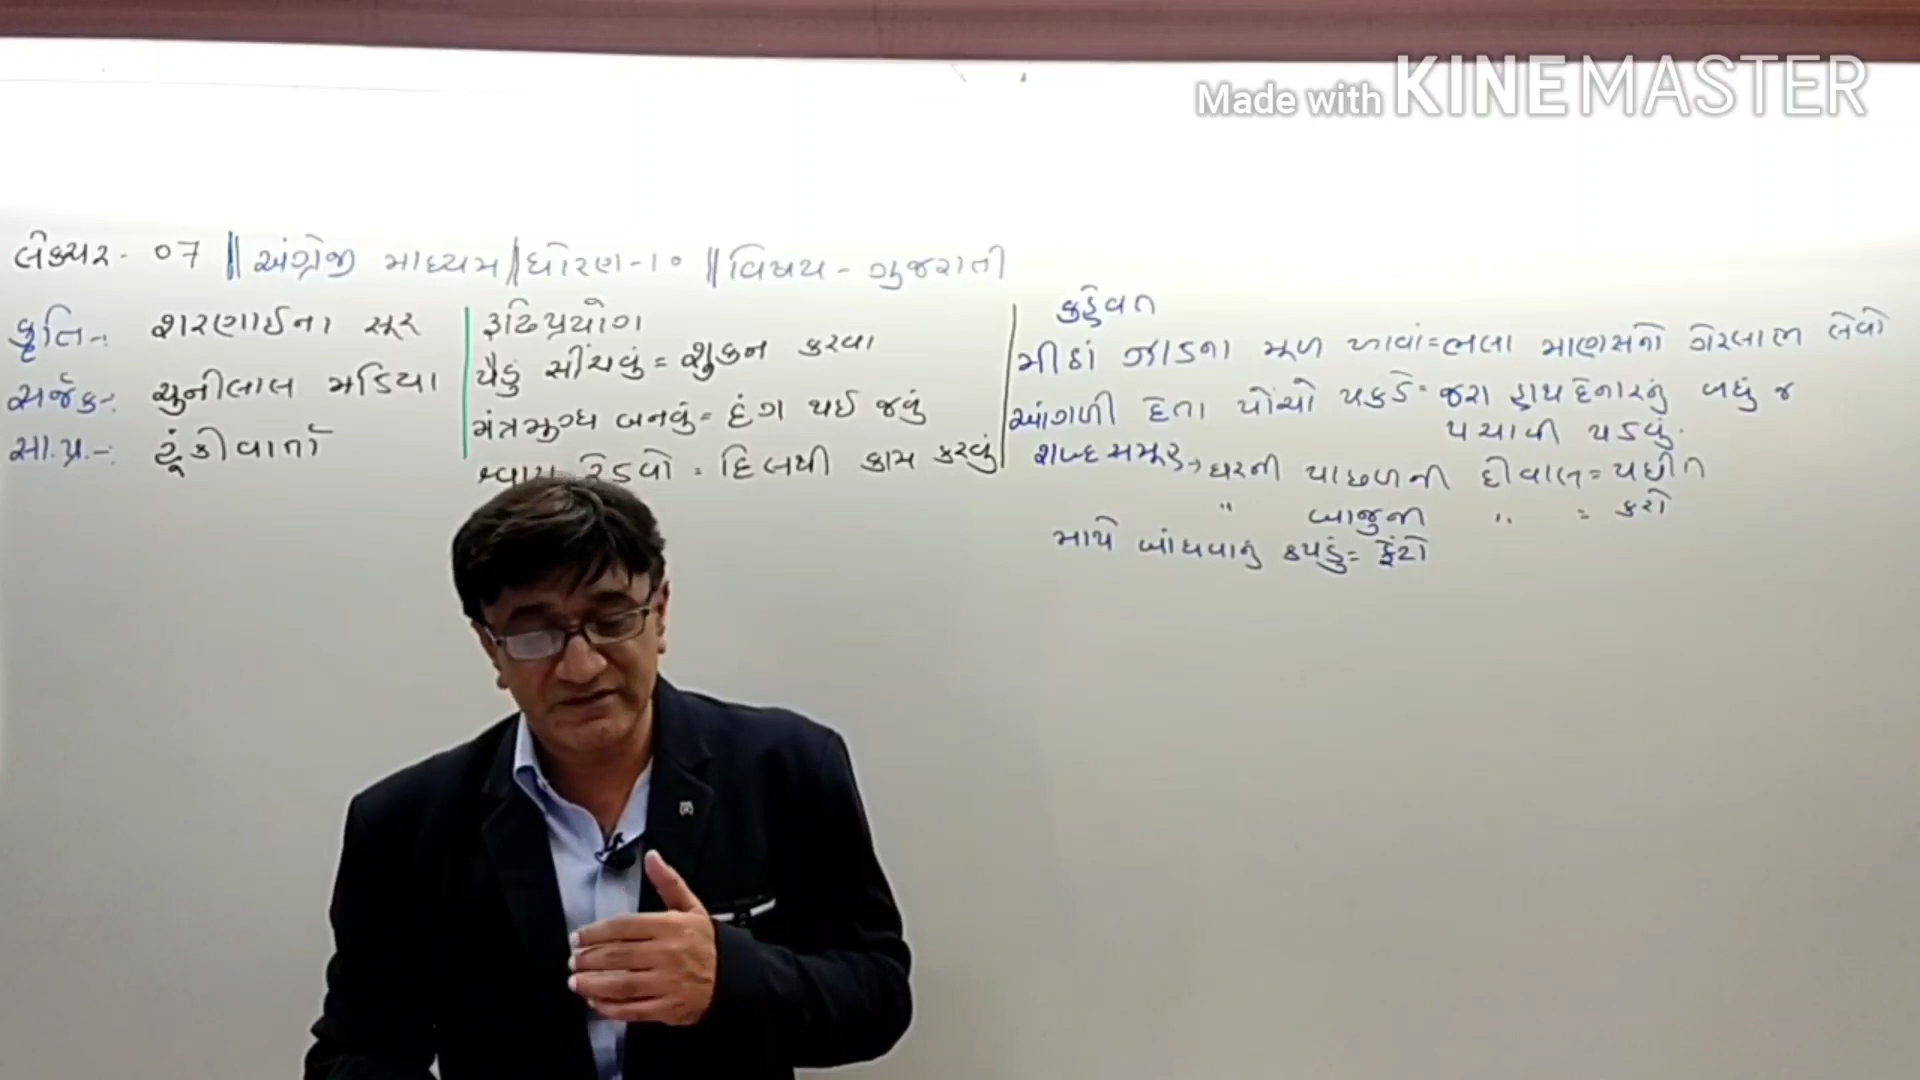 Made with KINEMASTER
લેક્ચર - 07 || અંગ્રેજી માધ્યમ || ધોરણ-10 || વિષય - ગુજરાતી
કૃતિ-: શરણાઈના સૂર
સર્જક-: ચુનીલાલ મડિયા
સા.પ્ર.-: ટૂંકીવાર્તા
રૂઢિપ્રયોગ
પૈડું સીંચવું = શુકન કરવા
મંત્રમુગ્ધ બનવું = દંગ થઈ જવું
રેડવો = દિલથી કામ કરવું
કહેવત
મીઠાં ઝાડના મૂળ ખાવાં = ભલા માણસનો ગેરલાભ લેવો
આંગળી દેતા પોંચો પકડે = જરા હાથ દેનારનું બધું જ
પચાવી પડવું.
શબ્દસમૂહ → ઘરની પાછળની દીવાલ = પછીત
" બાજુની " = કરો
માથે બાંધવાનું કપડું = ફેંટો